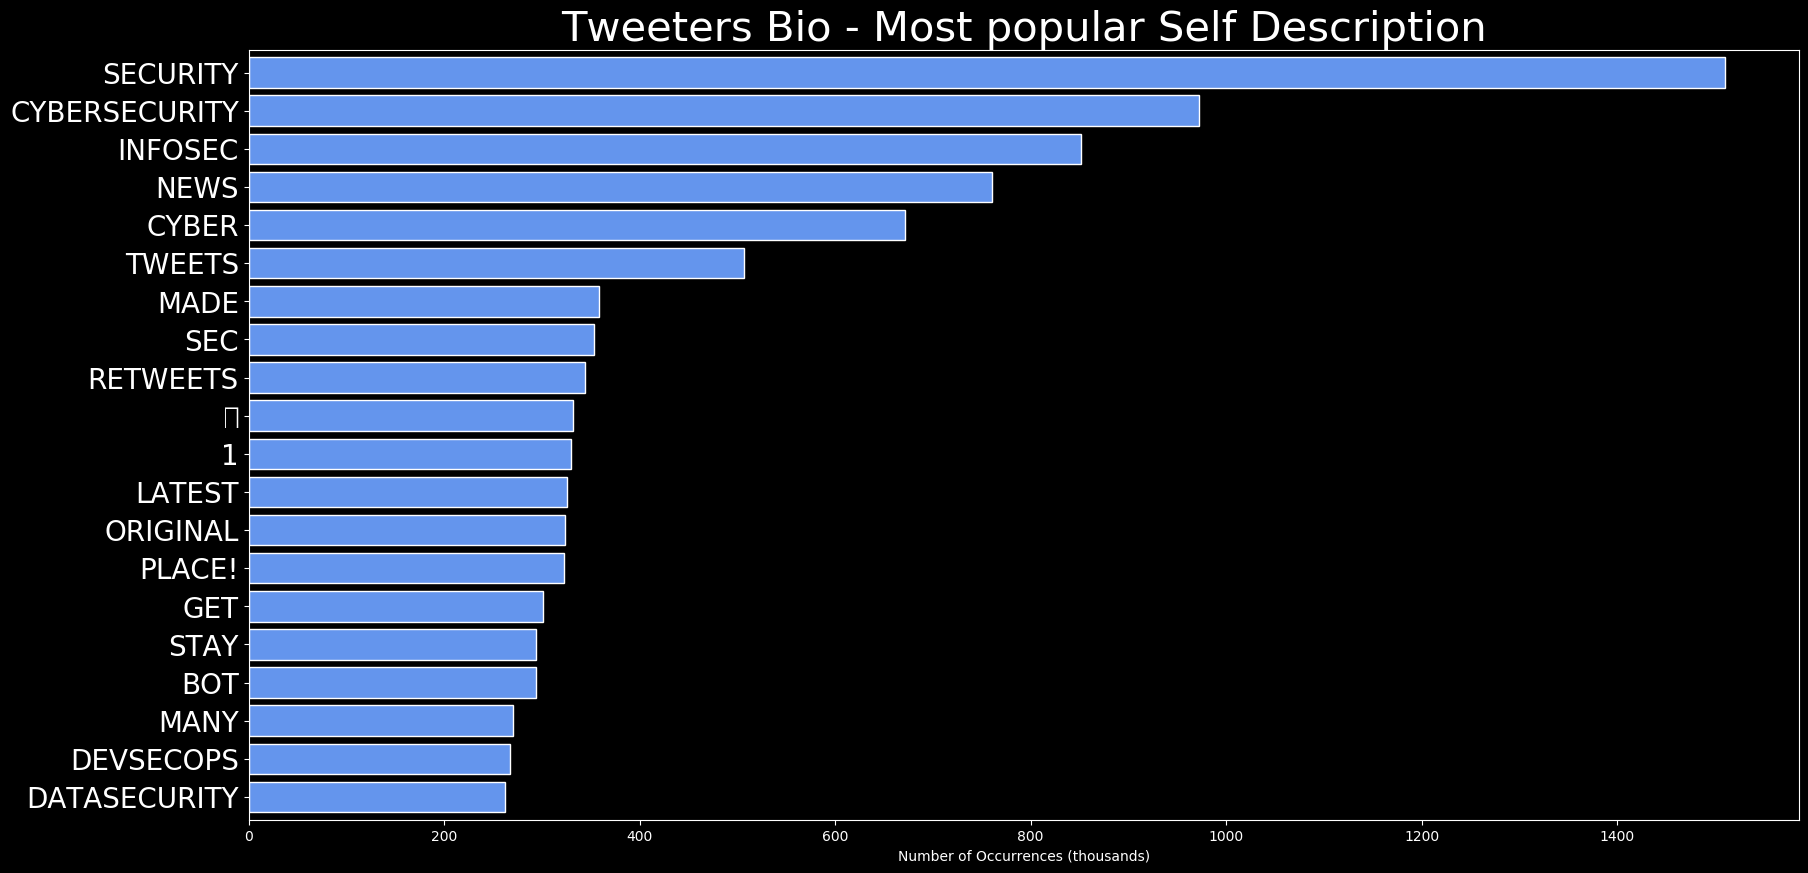 Tweeters Bio - Most popular Self Description
SECURITY
CYBERSECURITY
INFOSEC
NEWS
CYBER
TWEETS
MADE
SEC
RETWEETS
1
LATEST
ORIGINAL
PLACE!
GET
STAY
BOT
MANY
DEVSECOPS
DATASECURITY
0 200 400 600 800 1000 1200 1400
Number of Occurrences (thousands)